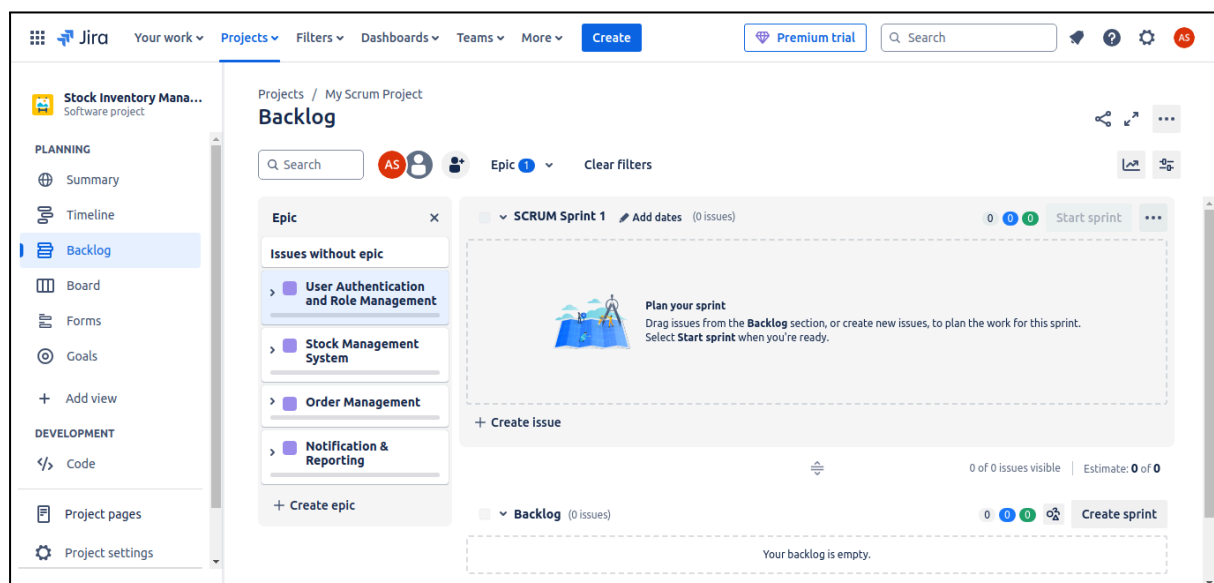 Jira Your work Projects Filters Dashboards Teams More Create Premium trial Search AS
Stock Inventory Mana...
Software project
PLANNING
Summary
Timeline
Backlog
Board
Forms
Goals
Add view
DEVELOPMENT
Code
Project pages
Project settings
Projects / My Scrum Project
Backlog
Search AS Epic 1 Clear filters
Epic
Issues without epic
User Authentication
and Role Management
Stock Management
System
Order Management
Notification &
Reporting
+ Create epic
SCRUM Sprint 1 Add dates (0 issues) 0 0 0 Start sprint
Plan your sprint
Drag issues from the Backlog section, or create new issues, to plan the work for this sprint.
Select Start sprint when you're ready.
+ Create issue
0 of 0 issues visible Estimate: 0 of 0
Backlog (0 issues) 0 0 0 Create sprint
Your backlog is empty.